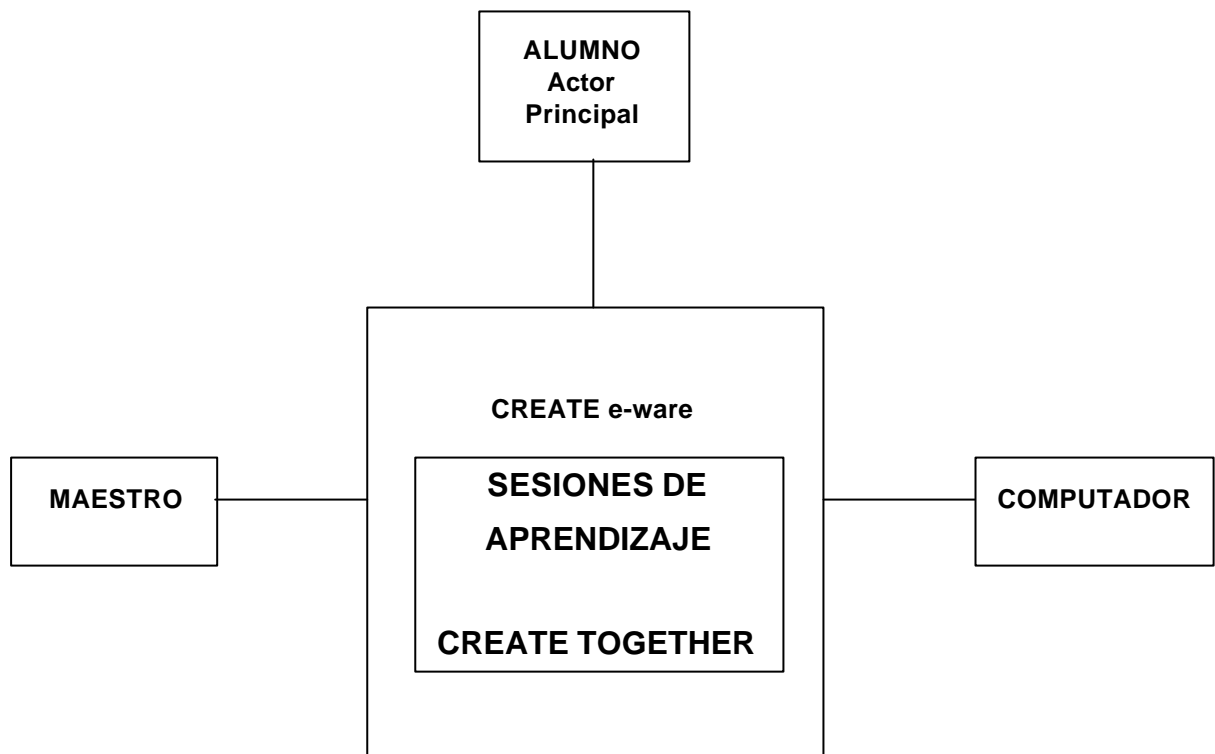 ALUMNO
Actor
Principal
CREATE e-ware
MAESTRO
SESIONES DE
APRENDIZAJE
CREATE TOGETHER
COMPUTADOR